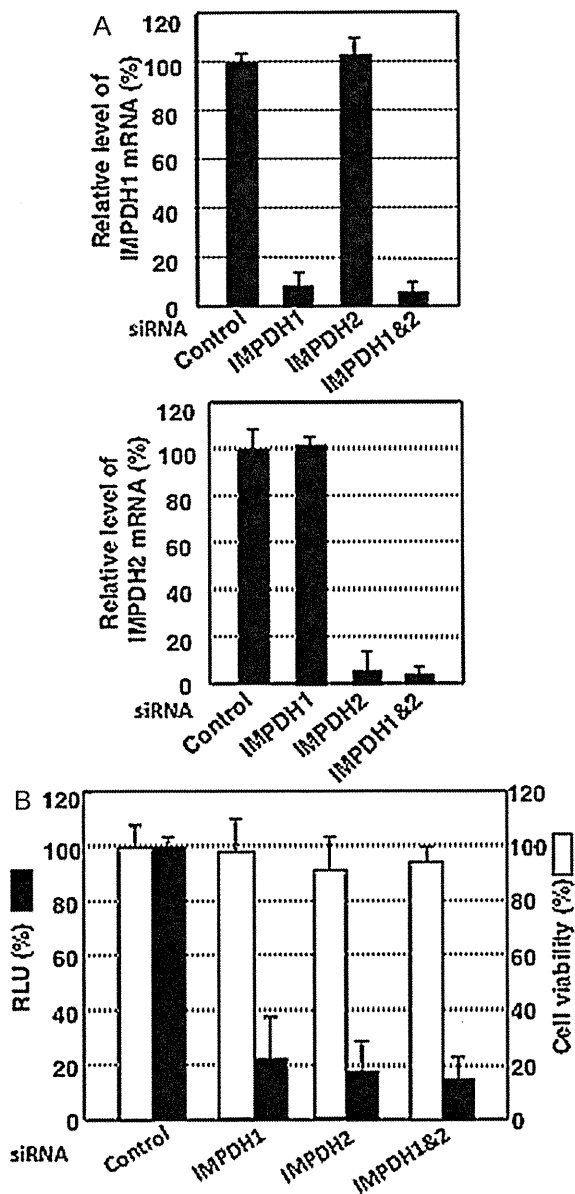 A
Relative level of
IMPDH1 mRNA (%)
120
100
80
60
40
20
0
siRNA
Control
IMPDH1
IMPDH2
IMPDH1&2
Relative level of
IMPDH2 mRNA (%)
120
100
80
60
40
20
0
siRNA
Control
IMPDH1
IMPDH2
IMPDH1&2
B
RLU (%)
120
100
80
60
40
20
0
120
100
80
60
40
20
0
Cell viability (%)
siRNA
Control
IMPDH1
IMPDH2
IMPDH1&2